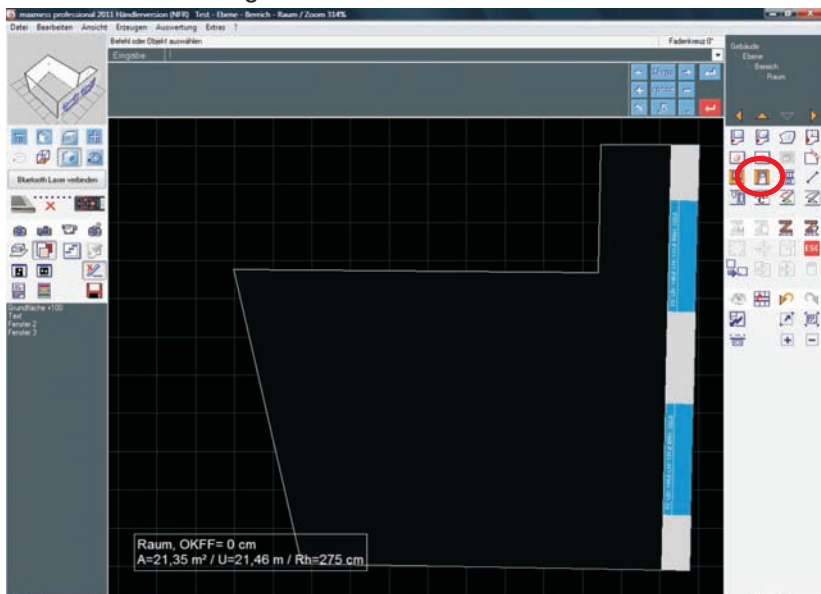 maxmess professional 2011 Händlerversion (NFR) Test - Ebene - Bereich - Raum / Zoom 314%
Datei Bearbeiten Ansicht Erzeugen Auswertung Extras ?
Befehl oder Objekt auswählen
Fadenkreuz 0°
Eingabe
Gebäude
Ebene
Bereich
Raum
Bluetooth Laser verbinden
ESC
Grundfläche +100
Text
Fenster 2
Fenster 3
Raum, OKFF= 0 cm
A=21,35 m² / U=21,46 m / Rh=275 cm